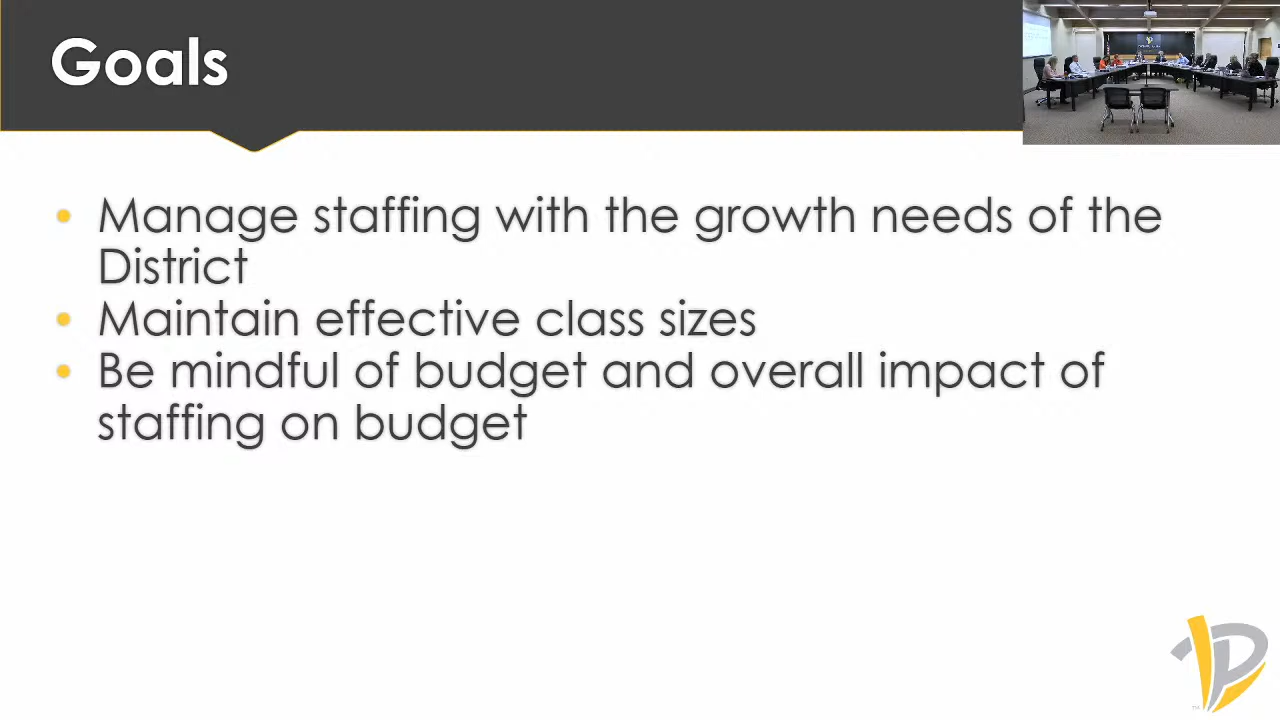 Goals
• Manage staffing with the growth needs of the
District
• Maintain effective class sizes
• Be mindful of budget and overall impact of
staffing on budget